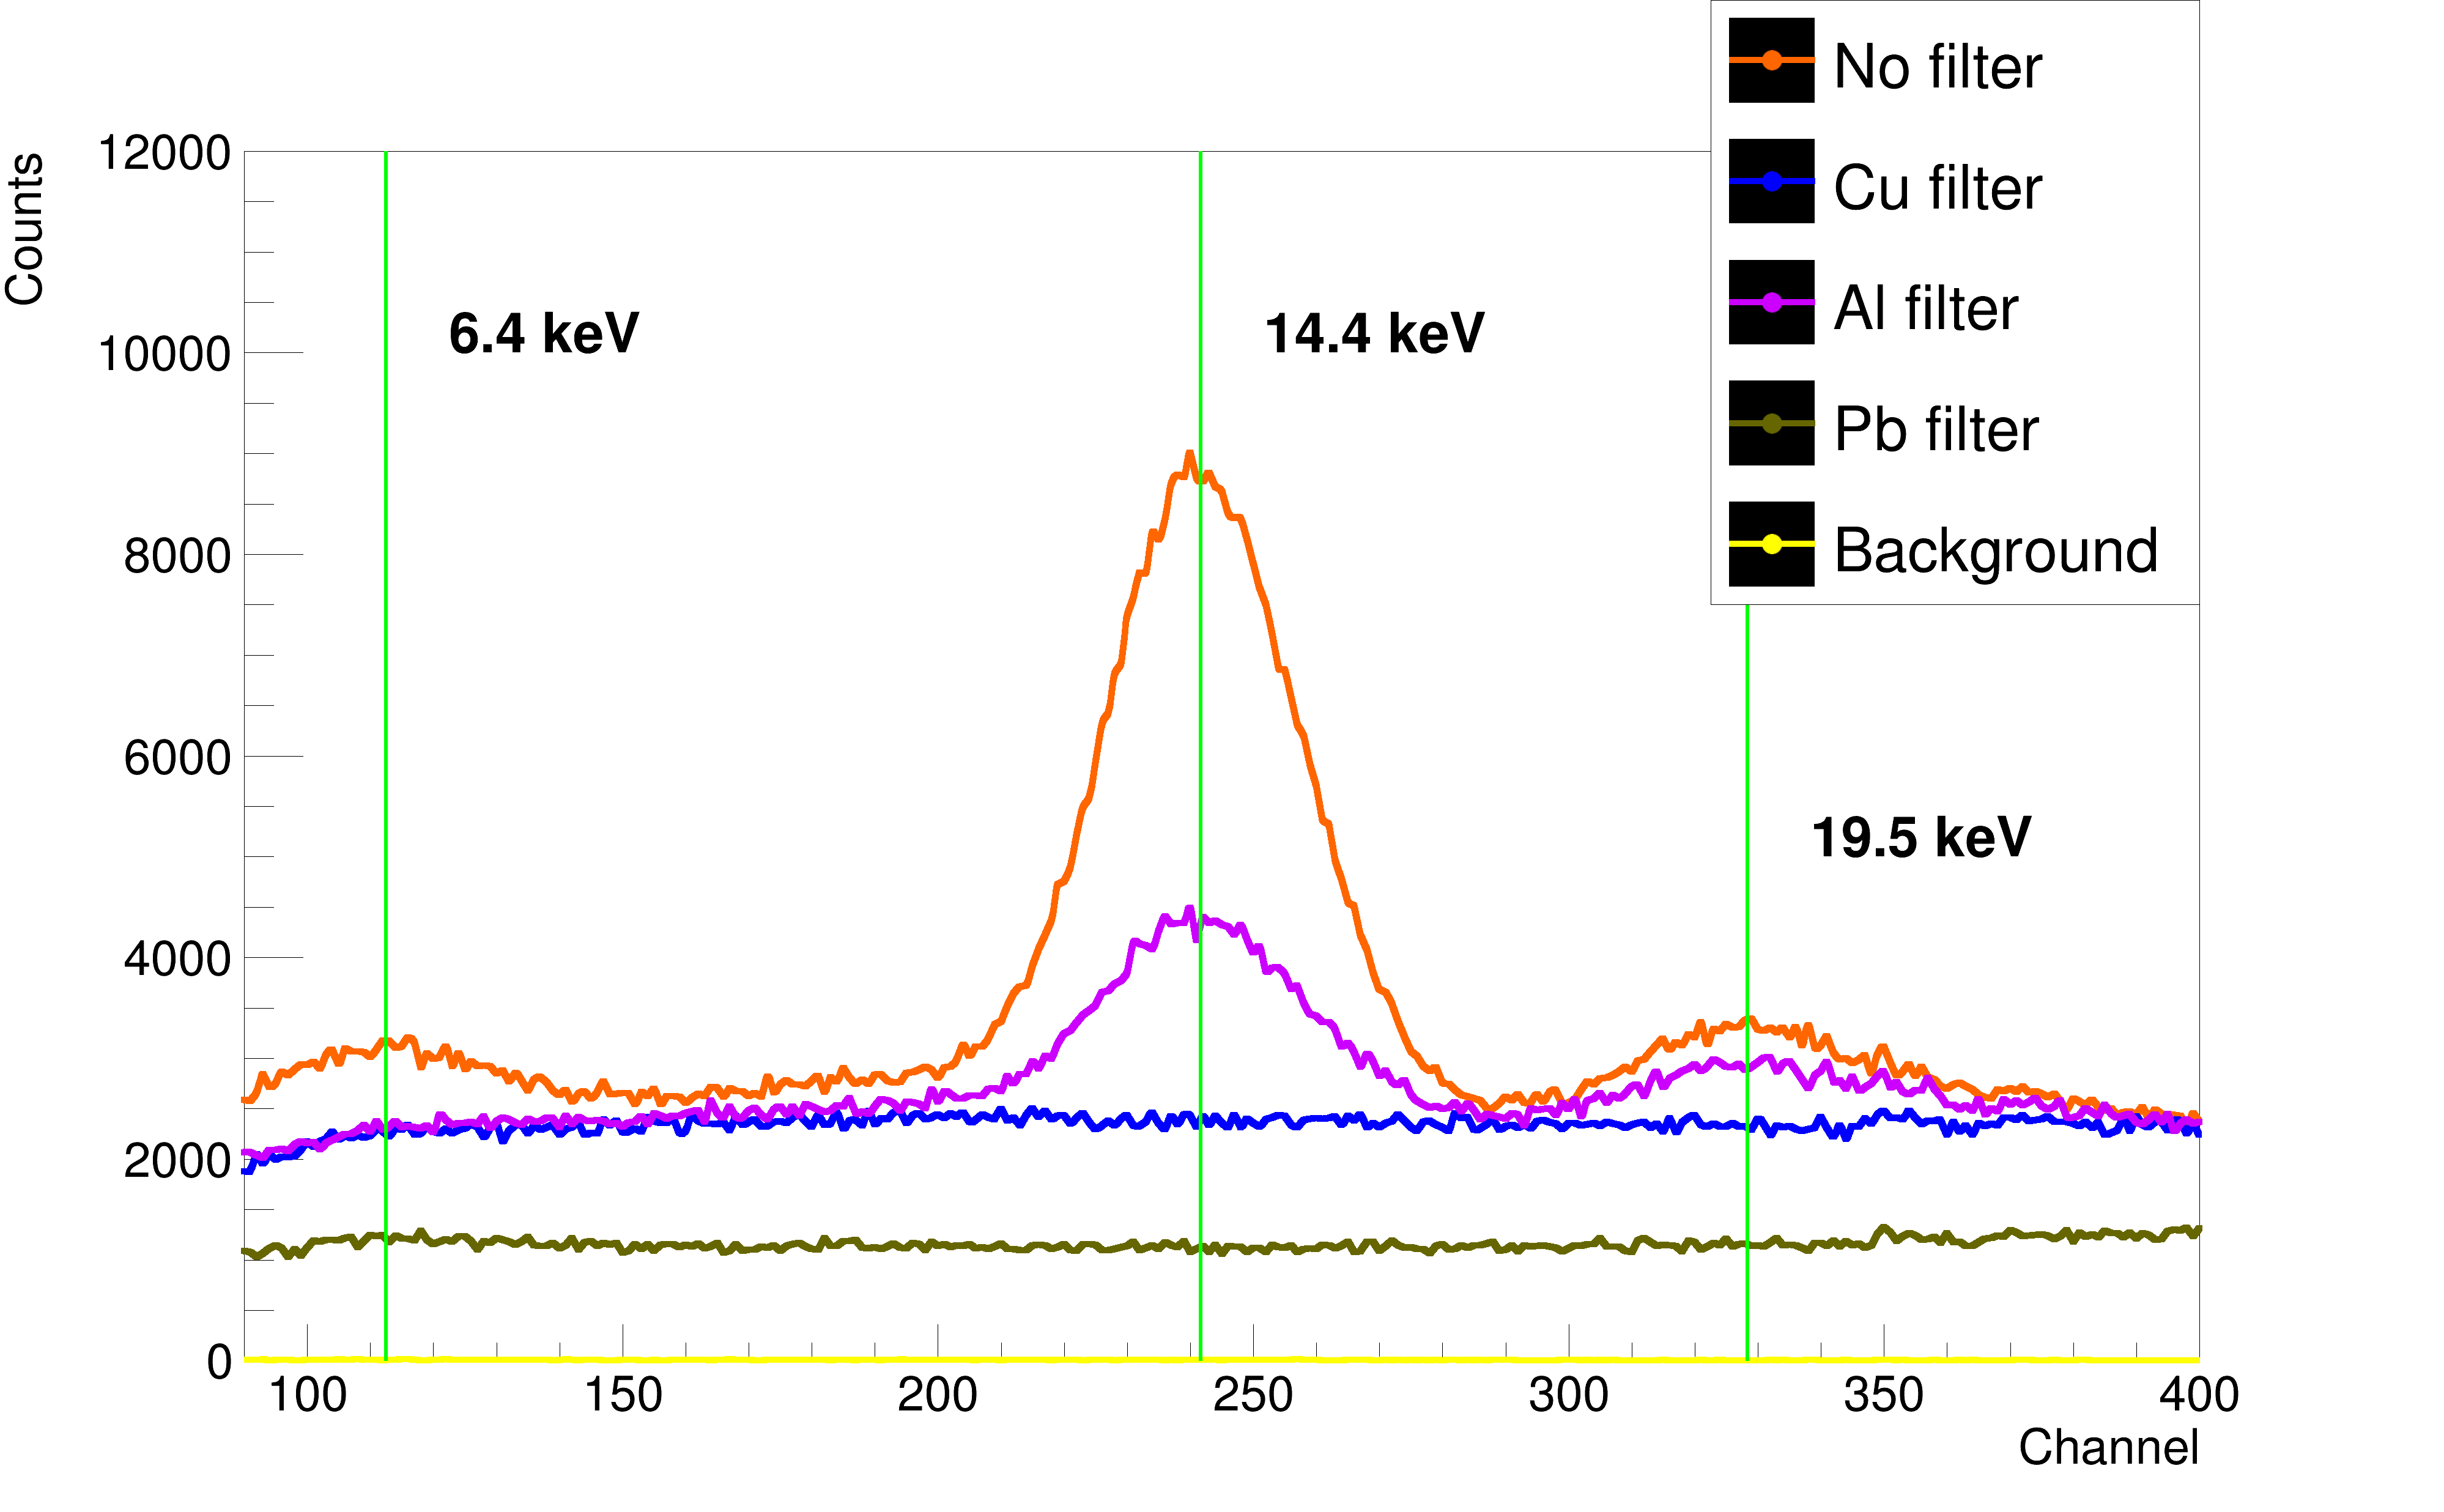 No filter
Cu filter
Al filter
Pb filter
Background
Counts
12000
10000
8000
6000
4000
2000
0
6.4 keV
14.4 keV
19.5 keV
100 150 200 250 300 350 400
Channel